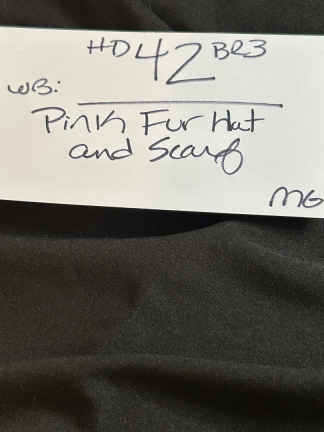 HD 42 BR3
WB:
Pink Fur Hat
and Scarf
MG